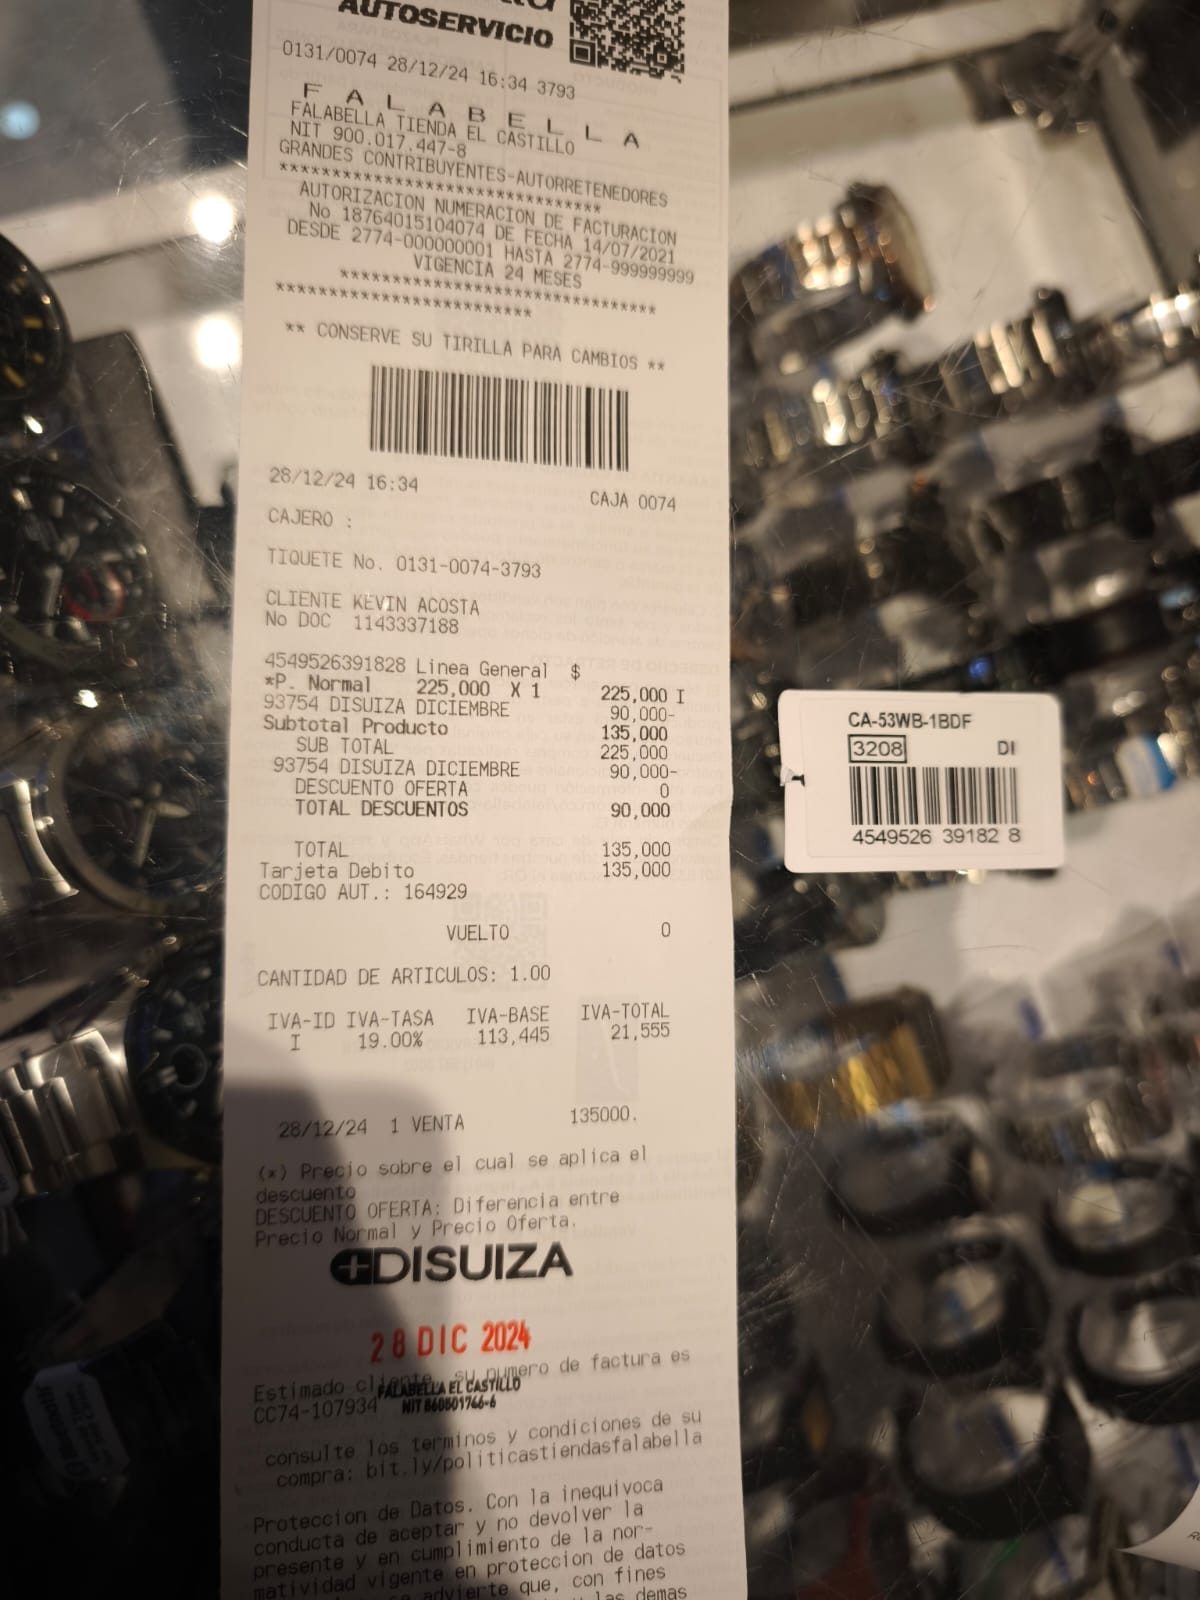 AUTOSERVICIO
0131/0074 28/12/24 16:34 3793
F A L A B E L L A
FALABELLA TIENDA EL CASTILLO
NIT 900.017.447-8
GRANDES CONTRIBUYENTES-AUTORRETENEDORES
********************************
AUTORIZACION NUMERACION DE FACTURACION
No 18764015104074 DE FECHA 14/07/2021
DESDE 2774-000000001 HASTA 2774-999999999
VIGENCIA 24 MESES
********************************
************************
** CONSERVE SU TIRILLA PARA CAMBIOS **
28/12/24 16:34
CAJA 0074
CAJERO :
TIQUETE No. 0131-0074-3793
CLIENTE KEVIN ACOSTA
No DOC 1143337188
4549526391828 Linea General $
*P. Normal 225,000 X 1 225,000 I
93754 DISUIZA DICIEMBRE 90,000-
Subtotal Producto 135,000
SUB TOTAL 225,000
93754 DISUIZA DICIEMBRE 90,000-
DESCUENTO OFERTA 0
TOTAL DESCUENTOS 90,000
TOTAL 135,000
Tarjeta Debito 135,000
CODIGO AUT.: 164929
VUELTO 0
CANTIDAD DE ARTICULOS: 1.00
IVA-ID IVA-TASA IVA-BASE IVA-TOTAL
I 19.00% 113,445 21,555
28/12/24 1 VENTA 135000.
(*) Precio sobre el cual se aplica el
descuento
DESCUENTO OFERTA: Diferencia entre
Precio Normal y Precio Oferta.
DISUIZA
28 DIC 2024
Estimado cliente, su numero de factura es
FALABELLA EL CASTILLO
CC74-107934
NIT 860501766-6
consulte los terminos y condiciones de su
compra: bit.ly/politicastiendasfalabella
Proteccion de Datos. Con la inequivoca
conducta de aceptar y no devolver la
presente y en cumplimiento de la nor-
matividad vigente en proteccion de datos
advierte que, con fines
y las demas
CA-53WB-1BDF
3208 DI
4549526 39182 8